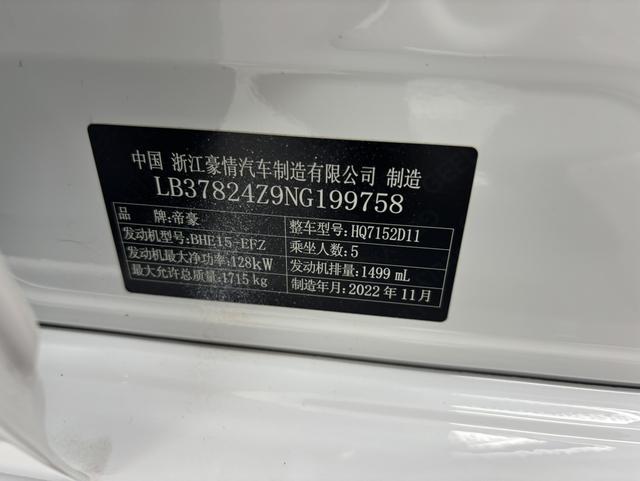 中国 浙江豪情汽车制造有限公司 制造
LB37824Z9NG199758
品 牌:帝豪 整车型号:HQ7152D11
发动机型号:BHE15-EFZ 乘坐人数:5
发动机最大净功率:128kW 发动机排量:1499 mL
最大允许总质量:1715 kg 制造年月:2022 年 11月